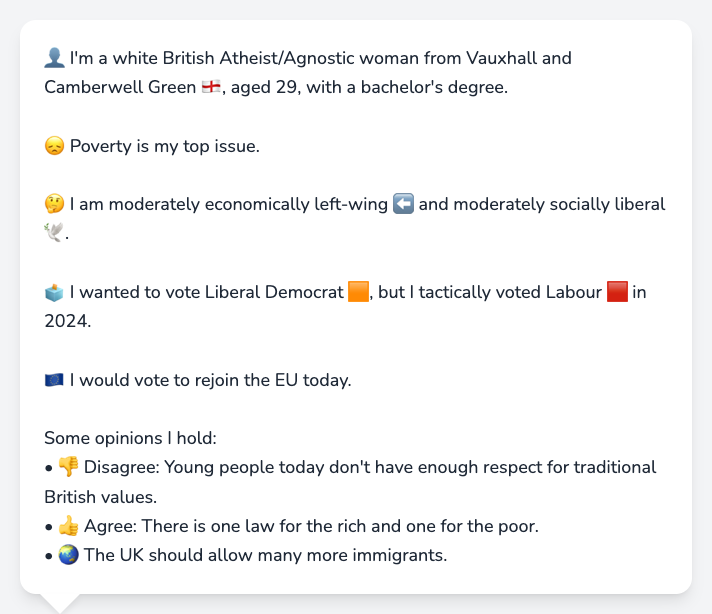 👤 I'm a white British Atheist/Agnostic woman from Vauxhall and
Camberwell Green 🏴󠁧󠁢󠁥󠁮󠁧󠁿, aged 29, with a bachelor's degree.
😞 Poverty is my top issue.
🤔 I am moderately economically left-wing ⬅️ and moderately socially liberal
🕊️.
🗳️ I wanted to vote Liberal Democrat 🟧, but I tactically voted Labour 🟥 in
2024.
🇪🇺 I would vote to rejoin the EU today.
Some opinions I hold:
• 👎 Disagree: Young people today don't have enough respect for traditional
British values.
• 👍 Agree: There is one law for the rich and one for the poor.
• 🌏 The UK should allow many more immigrants.